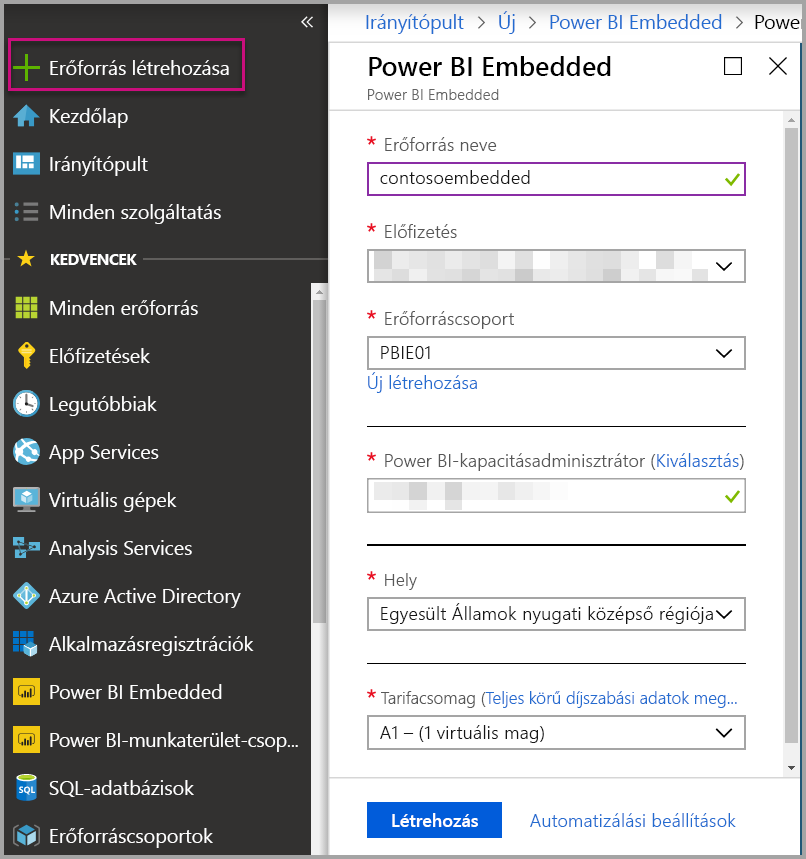 «
Erőforrás létrehozása
Kezdőlap
Irányítópult
Minden szolgáltatás
KEDVENCEK
Minden erőforrás
Előfizetések
Legutóbbiak
App Services
Virtuális gépek
Analysis Services
Azure Active Directory
Alkalmazásregisztrációk
Power BI Embedded
Power BI-munkaterület-csop...
SQL
SQL-adatbázisok
Erőforráscsoportok
Irányítópult > Új > Power BI Embedded > Powe
Power BI Embedded
Power BI Embedded
* Erőforrás neve
contosoembedded
* Előfizetés
* Erőforráscsoport
PBIE01
Új létrehozása
* Power BI-kapacitásadminisztrátor (Kiválasztás)
* Hely
Egyesült Államok nyugati középső régiója
* Tarifacsomag (Teljes körű díjszabási adatok meg...
A1 – (1 virtuális mag)
Létrehozás
Automatizálási beállítások